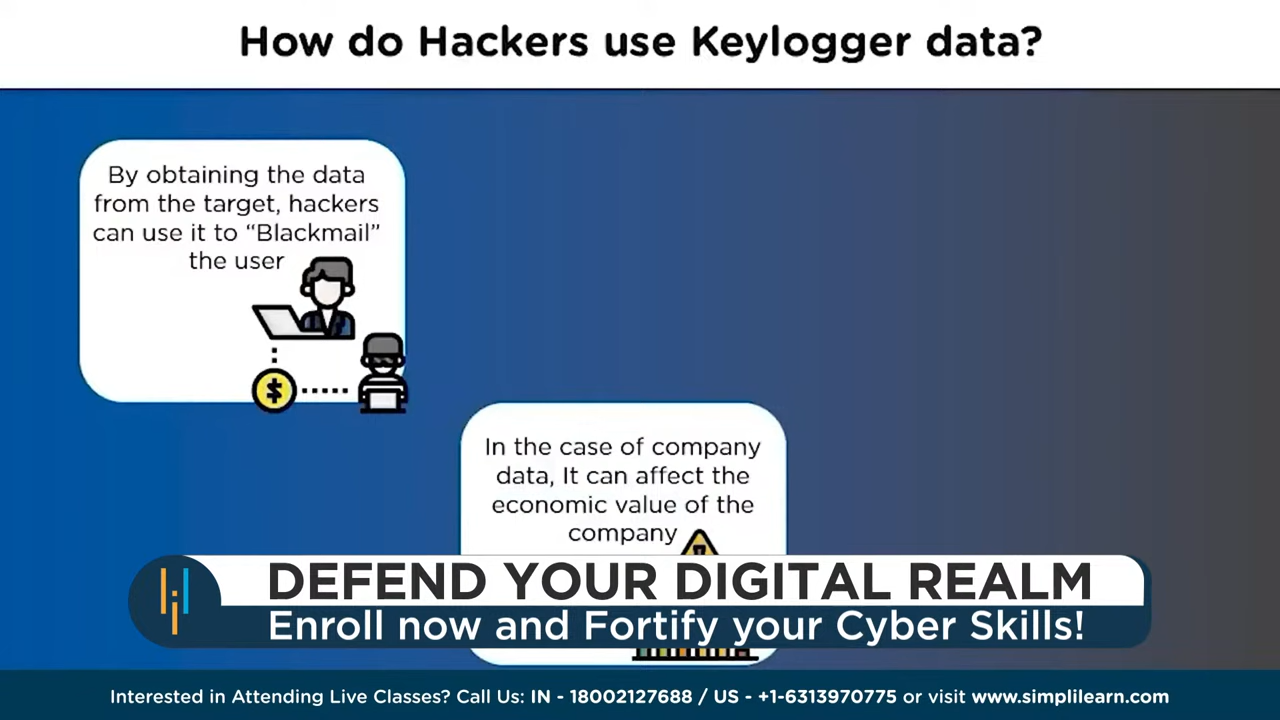 How do Hackers use Keylogger data?
By obtaining the data
from the target, hackers
can use it to “Blackmail”
the user
$
In the case of company
data, It can affect the
economic value of the
company
DEFEND YOUR DIGITAL REALM
Enroll now and Fortify your Cyber Skills!
Interested in Attending Live Classes? Call Us: IN - 18002127688 / US - +1-6313970775 or visit www.simplilearn.com